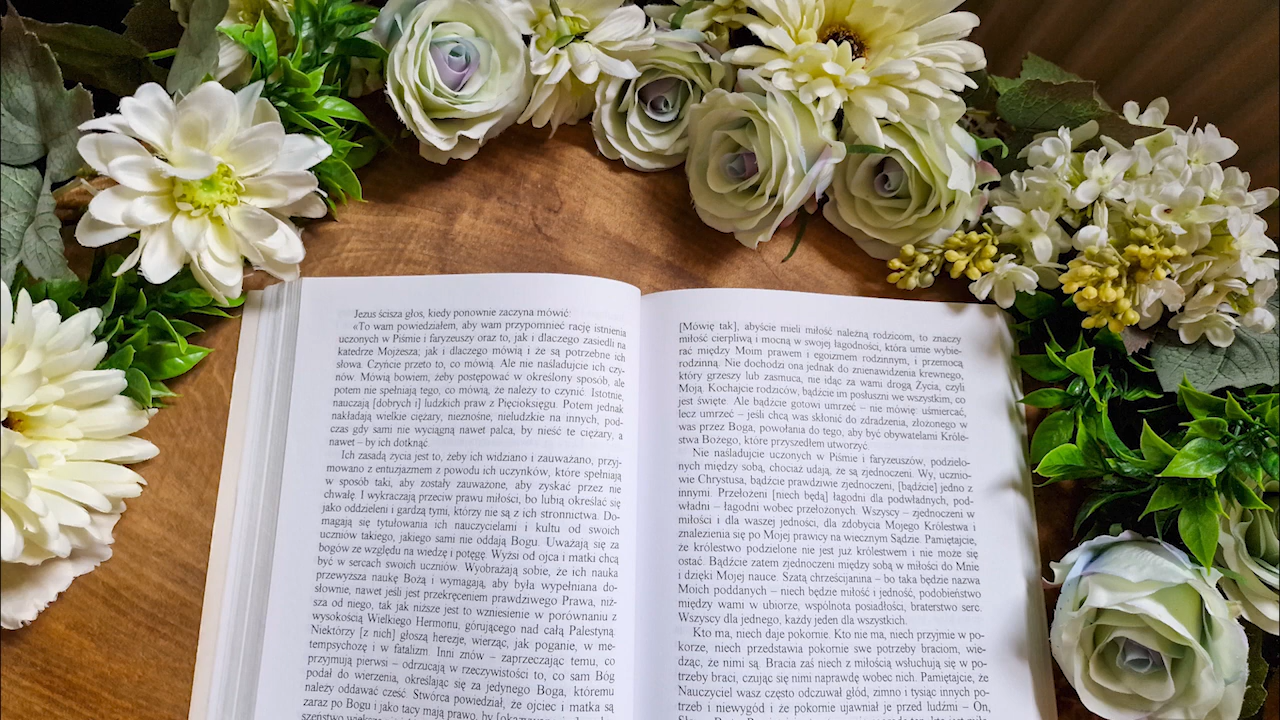 Jezus ścisza głos, kiedy ponownie zaczyna mówić:
«To wam powiedziałem, aby wam przypomnieć rację istnienia
uczonych w Piśmie i faryzeuszy oraz to, jak i dlaczego zasiedli na
katedrze Mojżesza; jak i dlaczego mówią i że są potrzebne ich
słowa. Czyńcie przeto to, co mówią. Ale nie naśladujcie ich czy-
nów. Mówią bowiem, żeby postępować w określony sposób, ale
potem nie spełniają tego, co mówią, że należy to czynić. Istotnie,
nauczają [dobrych i] ludzkich praw z Pięcioksięgu. Potem jednak
nakładają wielkie ciężary, nieznośne, nieludzkie na innych, pod-
czas gdy sami nie wyciągną nawet palca, by nieść te ciężary, a
nawet – by ich dotknąć.
Ich zasadą życia jest to, żeby ich widziano i zauważano, przyj-
mowano z entuzjazmem z powodu ich uczynków, które spełniają
w sposób taki, aby zostały zauważone, aby zyskać przez nie
chwałę. I wykraczają przeciw prawu miłości, bo lubią określać się
jako oddzieleni i gardzą tymi, którzy nie są z ich stronnictwa. Do-
magają się tytułowania ich nauczycielami i kultu od swoich
uczniów takiego, jakiego sami nie oddają Bogu. Uważają się za
bogów ze względu na wiedzę i potęgę. Wyżsi od ojca i matki chcą
być w sercach swoich uczniów. Wyobrażają sobie, że ich nauka
przewyższa naukę Bożą i wymagają, aby była wypełniana do-
słownie, nawet jeśli jest przekręceniem prawdziwego Prawa, niż-
sza od niego, tak jak niższe jest to wzniesienie w porównaniu z
wysokością Wielkiego Hermonu, górującego nad całą Palestyną.
Niektórzy [z nich] głoszą herezję, wierząc, jak poganie, w me-
tempsychozę i w fatalizm. Inni znów – zaprzeczając temu, co
przyjmują pierwsi – odrzucają w rzeczywistości to, co sam Bóg
podał do wierzenia, określając się za jedynego Boga, któremu
należy oddawać cześć. Stwórca powiedział, że ojciec i matka są
zaraz po Bogu i jako tacy mają prawo, by
[Mówię tak], abyście mieli miłość należną rodzicom, to znaczy
miłość cierpliwą i mocną w swojej łagodności, która umie wybie-
rać między Moim prawem i egoizmem rodzinnym, i przemocą
rodzinną. Nie dochodzi ona jednak do znienawidzenia krewnego,
który grzeszy lub zasmuca, nie idąc za wami drogą Życia, czyli
Moją. Kochajcie rodziców, bądźcie im posłuszni we wszystkim, co
jest święte. Ale bądźcie gotowi umrzeć – nie mówię: uśmiercać,
lecz umrzeć – jeśli chcą was skłonić do zdradzenia, złożonego w
was przez Boga, powołania do tego, aby być obywatelami Króle-
stwa Bożego, które przyszedłem utworzyć.
Nie naśladujcie uczonych w Piśmie i faryzeuszów, podzielo-
nych między sobą, chociaż udają, że są zjednoczeni. Wy, ucznio-
wie Chrystusa, bądźcie prawdziwie zjednoczeni, [bądźcie] jedno z
innymi. Przełożeni [niech będą] łagodni dla podwładnych, pod-
władni – łagodni wobec przełożonych. Wszyscy – zjednoczeni w
miłości i dla waszej jedności, dla zdobycia Mojego Królestwa i
znalezienia się po Mojej prawicy na wiecznym Sądzie. Pamiętajcie,
że królestwo podzielone nie jest już królestwem i nie może się
ostać. Bądźcie zatem zjednoczeni między sobą w miłości do Mnie
i dzięki Mojej nauce. Szatą chrześcijanina – bo taka będzie nazwa
Moich poddanych – niech będzie miłość i jedność, podobieństwo
między wami w ubiorze, wspólnota posiadłości, braterstwo serc.
Wszyscy dla jednego, każdy jeden dla wszystkich.
Kto ma, niech daje pokornie. Kto nie ma, niech przyjmie w po-
korze, niech przedstawia pokornie swe potrzeby braciom, wie-
dząc, że nimi są. Bracia zaś niech z miłością wsłuchują się w po-
trzeby braci, czując się nimi naprawdę wobec nich. Pamiętajcie, że
Nauczyciel wasz często odczuwał głód, zimno i tysiąc innych po-
trzeb i niewygód i że pokornie ujawniał je przed ludźmi – On,